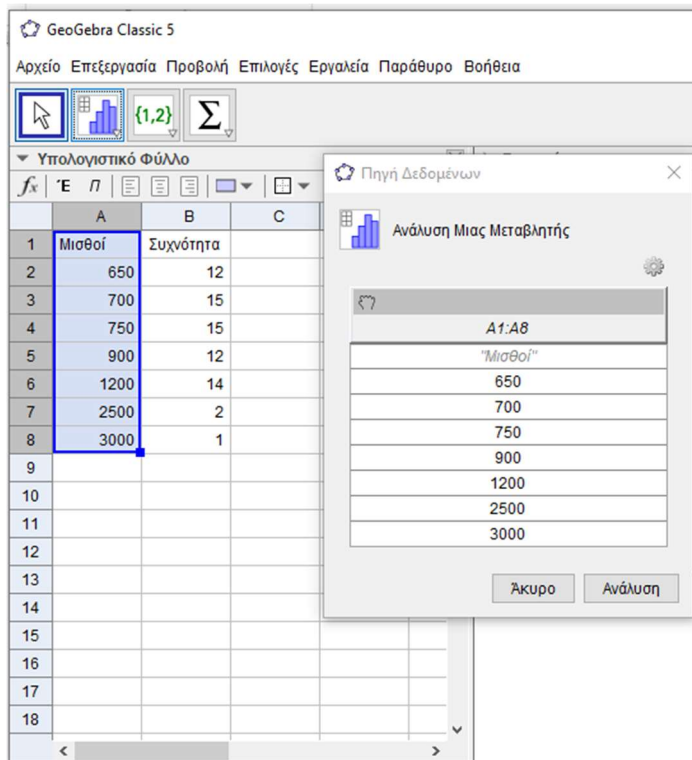 GeoGebra Classic 5
Αρχείο Επεξεργασία Προβολή Επιλογές Εργαλεία Παράθυρο Βοήθεια
{1,2} Σ
Υπολογιστικό Φύλλο
fx Έ Π
A B C
1 Μισθοί Συχνότητα
2 650 12
3 700 15
4 750 15
5 900 12
6 1200 14
7 2500 2
8 3000 1
9
10
11
12
13
14
15
16
17
18
Πηγή Δεδομένων
Ανάλυση Μιας Μεταβλητής
A1:A8
"Μισθοί"
650
700
750
900
1200
2500
3000
Άκυρο Ανάλυση